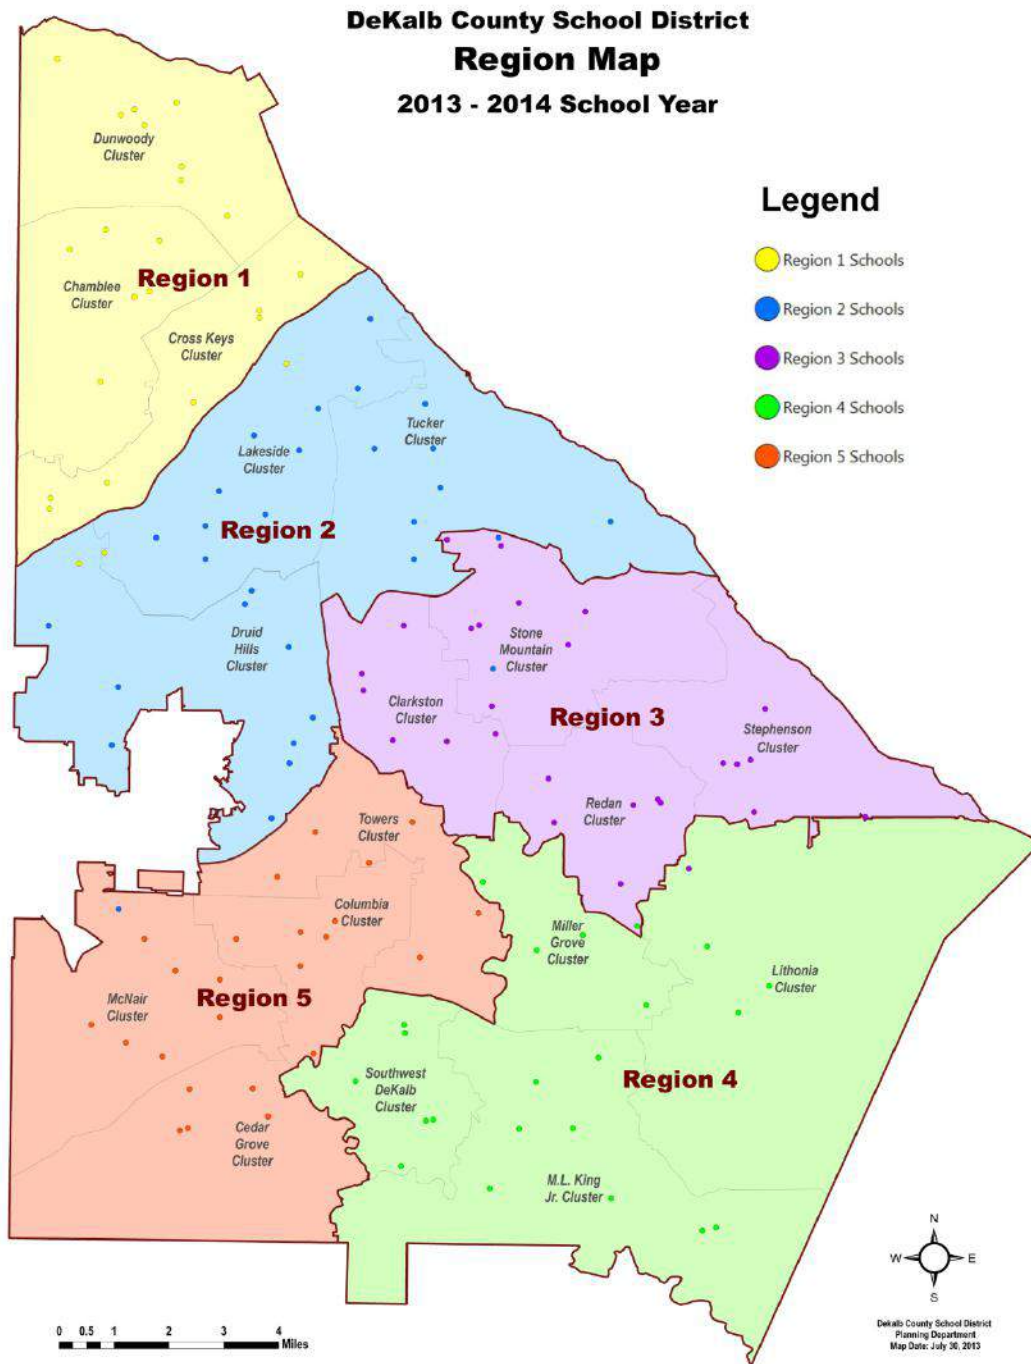 DeKalb County School District
Region Map
2013 - 2014 School Year
Legend
Region 1 Schools
Region 2 Schools
Region 3 Schools
Region 4 Schools
Region 5 Schools
Dunwoody
Cluster
Region 1
Chamblee
Cluster
Cross Keys
Cluster
Tucker
Cluster
Lakeside
Cluster
Region 2
Druid
Hills
Cluster
Stone
Mountain
Cluster
Clarkston
Cluster
Region 3
Stephenson
Cluster
Redan
Cluster
Towers
Cluster
Columbia
Cluster
Miller
Grove
Cluster
Lithonia
Cluster
McNair
Cluster
Region 5
Southwest
DeKalb
Cluster
Region 4
Cedar
Grove
Cluster
M.L. King
Jr. Cluster
N
W E
S
0 0.5 1 2 3 4
Miles
DeKalb County School District
Planning Department
Map Date: July 30, 2013